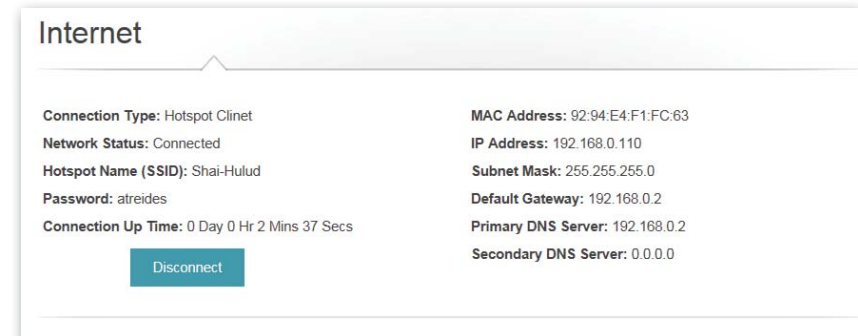 Internet
Connection Type: Hotspot Clinet
Network Status: Connected
Hotspot Name (SSID): Shai-Hulud
Password: atreides
Connection Up Time: 0 Day 0 Hr 2 Mins 37 Secs
Disconnect
MAC Address: 92:94:E4:F1:FC:63
IP Address: 192.168.0.110
Subnet Mask: 255.255.255.0
Default Gateway: 192.168.0.2
Primary DNS Server: 192.168.0.2
Secondary DNS Server: 0.0.0.0